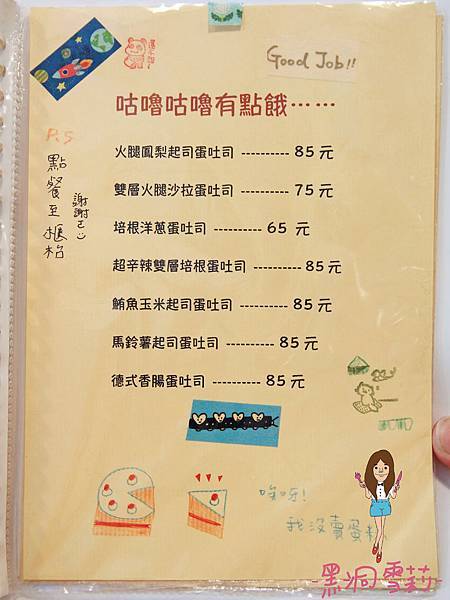 Good Job!!
咕嚕咕嚕有點餓⋯⋯
火腿鳳梨起司蛋吐司 ---------- 85 元
雙層火腿沙拉蛋吐司 ---------- 75 元
培根洋蔥蛋吐司 ---------- 65 元
超辛辣雙層培根蛋吐司 ---------- 85 元
鮪魚玉米起司蛋吐司 ---------- 85 元
馬鈴薯起司蛋吐司 ---------- 85 元
德式香腸蛋吐司 ---------- 85 元
P.S
點餐至櫃枱
謝謝
唉呀!
我沒賣蛋糕
-黑洞雪莉-